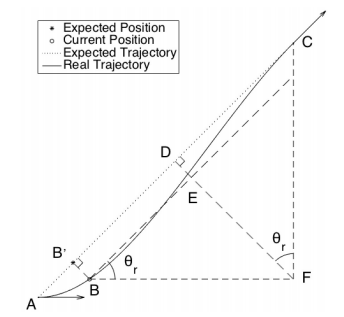 * Expected Position
o Current Position
Expected Trajectory
Real Trajectory
C
D
E
B'
θr
θr
B
F
A